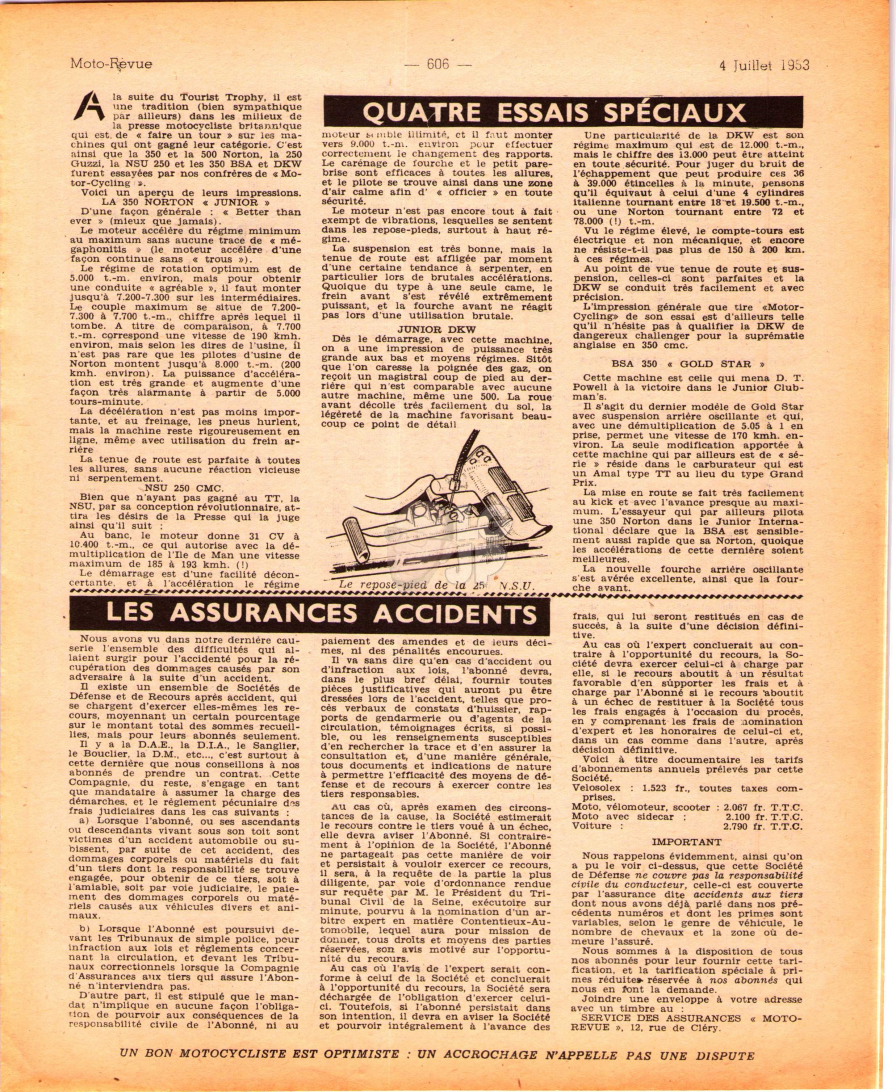 Moto-Revue
— 606 —
4 Juillet 1953
QUATRE ESSAIS SPÉCIAUX
A la suite du Tourist Trophy, il est
une tradition (bien sympathique
par ailleurs) dans les milieux de
la presse motocycliste britannique
qui est de « faire un tour » sur les ma-
chines qui ont gagné leur catégorie. C'est
ainsi que la 350 et la 500 Norton, la 250
Guzzi, la NSU 250 et les 350 BSA et DKW
furent essayées par nos confrères de « Mo-
tor-Cycling ».
Voici un aperçu de leurs impressions.
LA 350 NORTON « JUNIOR »
D'une façon générale : « Better than
ever » (mieux que jamais).
Le moteur accélère du régime minimum
au maximum sans aucune trace de « mé-
gaphonitis » (le moteur accélère d'une
façon continue sans « trous »).
Le régime de rotation optimum est de
5.000 t.-m. environ, mais pour obtenir
une conduite « agréable », il faut monter
jusqu'à 7.200-7.300 sur les intermédiaires.
Le couple maximum se situe de 7.200-
7.300 à 7.700 t.-m., chiffre après lequel il
tombe. A titre de comparaison, à 7.700
t.-m. correspond une vitesse de 190 kmh.
environ, mais selon les dires de l'usine, il
n'est pas rare que les pilotes d'usine de
Norton montent jusqu'à 8.000 t.-m. (200
kmh. environ). La puissance d'accéléra-
tion est très grande et augmente d'une
façon très alarmante à partir de 5.000
tours-minute.
La décélération n'est pas moins impor-
tante, et au freinage, les pneus hurlent,
mais la machine reste rigoureusement en
ligne, même avec utilisation du frein ar-
rière
La tenue de route est parfaite à toutes
les allures, sans aucune réaction vicieuse
ni serpentement.
NSU 250 CMC.
Bien que n'ayant pas gagné au TT, la
NSU, par sa conception révolutionnaire, at-
tira les désirs de la Presse qui la juge
ainsi qu'il suit :
Au banc, le moteur donne 31 CV à
10.400 t.-m., ce qui autorise avec la dé-
multiplication de l'Ile de Man une vitesse
maximum de 185 à 193 kmh. (!)
Le démarrage est d'une facilité décon-
certante, et à l'accélération le régime
moteur semble illimité, et il faut monter
vers 9.000 t.-m. environ pour effectuer
correctement le changement des rapports.
Le carénage de fourche et le petit pare-
brise sont efficaces à toutes les allures,
et le pilote se trouve ainsi dans une zone
d'air calme afin d' « officier » en toute
sécurité.
Le moteur n'est pas encore tout à fait
exempt de vibrations, lesquelles se sentent
dans les repose-pieds, surtout à haut ré-
gime.
La suspension est très bonne, mais la
tenue de route est affligée par moment
d'une certaine tendance à serpenter, en
particulier lors de brutales accélérations.
Quoique du type à une seule came, le
frein avant s'est révélé extrêmement
puissant, et la fourche avant ne réagit
pas lors d'une utilisation brutale.
JUNIOR DKW
Dès le démarrage, avec cette machine,
on a une impression de puissance très
grande aux bas et moyens régimes. Sitôt
que l'on caresse la poignée des gaz, on
reçoit un magistral coup de pied au der-
rière qui n'est comparable avec aucune
autre machine, même une 500. La roue
avant décolle très facilement du sol, la
légèreté de la machine favorisant beau-
coup ce point de détail
Le repose-pied de la N.S.U.
Une particularité de la DKW est son
régime maximum qui est de 12.000 t.-m.,
mais le chiffre des 13.000 peut être atteint
en toute sécurité. Pour juger du bruit de
l'échappement que peut produire ces 36
à 39.000 étincelles à la minute, pensons
qu'il équivaut à celui d'une 4 cylindres
italienne tournant entre 18 et 19.500 t.-m.,
ou une Norton tournant entre 72 et
78.000 (!) t.-m.
Vu le régime élevé, le compte-tours est
électrique et non mécanique, et encore
ne résiste-t-il pas plus de 150 à 200 km.
à ces régimes.
Au point de vue tenue de route et sus-
pension, celles-ci sont parfaites et la
DKW se conduit très facilement et avec
précision.
L'impression générale que tire «Motor-
Cycling» de son essai est d'ailleurs telle
qu'il n'hésite pas à qualifier la DKW de
dangereux challenger pour la suprématie
anglaise en 350 cmc.
BSA 350 « GOLD STAR »
Cette machine est celle qui mena D. T.
Powell à la victoire dans le Junior Club-
man's.
Il s'agit du dernier modèle de Gold Star
avec suspension arrière oscillante et qui,
avec une démultiplication de 5.05 à 1 en
prise, permet une vitesse de 170 kmh. en-
viron. La seule modification apportée à
cette machine qui par ailleurs est de « sé-
rie » réside dans le carburateur qui est
un Amal type TT au lieu du type Grand
Prix.
La mise en route se fait très facilement
au kick et avec l'avance presque au maxi-
mum. L'essayeur qui par ailleurs pilota
une 350 Norton dans le Junior Interna-
tional déclare que la BSA est sensible-
ment aussi rapide que sa Norton, quoique
les accélérations de cette dernière soient
meilleures.
La nouvelle fourche arrière oscillante
s'est avérée excellente, ainsi que la four-
che avant.
LES ASSURANCES ACCIDENTS
Nous avons vu dans notre dernière cau-
serie l'ensemble des difficultés qui al-
laient surgir pour l'accidenté pour la ré-
cupération des dommages causés par son
adversaire à la suite d'un accident.
Il existe un ensemble de Sociétés de
Défense et de Recours après accident, qui
se chargent d'exercer elles-mêmes les re-
cours, moyennant un certain pourcentage
sur le montant total des sommes recueil-
lies, mais pour leurs abonnés seulement.
Il y a la D.A.E., la D.I.A., le Sanglier,
le Bouclier, la D.M., etc..., c'est surtout à
cette dernière que nous conseillons à nos
abonnés de prendre un contrat. Cette
Compagnie, du reste, s'engage en tant
que mandataire à assumer la charge des
démarches, et le règlement pécuniaire des
frais judiciaires dans les cas suivants :
a) Lorsque l'abonné, ou ses ascendants
ou descendants vivant sous son toit sont
victimes d'un accident automobile ou su-
bissent, par suite de cet accident, des
dommages corporels ou matériels du fait
d'un tiers dont la responsabilité se trouve
engagée, pour obtenir de ce tiers, soit à
l'amiable, soit par voie judiciaire, le paie-
ment des dommages corporels ou maté-
riels causés aux véhicules divers et ani-
maux.
b) Lorsque l'Abonné est poursuivi de-
vant les Tribunaux de simple police, pour
infraction aux lois et règlements concer-
nant la circulation, et devant les Tribu-
naux correctionnels lorsque la Compagnie
d'Assurances aux tiers qui assure l'Abon-
né n'interviendra pas.
D'autre part, il est stipulé que le man-
dat n'implique en aucune façon l'obliga-
tion de pourvoir aux conséquences de la
responsabilité civile de l'Abonné, ni au
paiement des amendes et de leurs déci-
mes, ni des pénalités encourues.
Il va sans dire qu'en cas d'accident ou
d'infraction aux lois, l'abonné devra,
dans le plus bref délai, fournir toutes
pièces justificatives qui auront pu être
dressées lors de l'accident, telles que pro-
cès verbaux de constats d'huissier, rap-
ports de gendarmerie ou d'agents de la
circulation, témoignages écrits, si possi-
ble, ou les renseignements susceptibles
d'en rechercher la trace et d'en assurer la
consultation et, d'une manière générale,
tous documents et indications de nature
à permettre l'efficacité des moyens de dé-
fense et de recours à exercer contre les
tiers responsables.
Au cas où, après examen des circons-
tances de la cause, la Société estimerait
le recours contre le tiers voué à un échec,
elle devra aviser l'Abonné. Si contraire-
ment à l'opinion de la Société, l'Abonné
ne partageait pas cette manière de voir
et persistait à vouloir exercer ce recours,
il sera, à la requête de la partie la plus
diligente, par voie d'ordonnance rendue
sur requête par M. le Président du Tri-
bunal Civil de la Seine, exécutoire sur
minute, pourvu à la nomination d'un ar-
bitre expert en matière Contentieux-Au-
tomobile, lequel aura pour mission de
donner, tous droits et moyens des parties
réservées, son avis motivé sur l'opportu-
nité du recours.
Au cas où l'avis de l'expert serait con-
forme à celui de la Société et conclurait
à l'opportunité du recours, la Société sera
déchargée de l'obligation d'exercer celui-
ci. Toutefois, si l'abonné persistait dans
son intention, il devra en aviser la Société
et pourvoir intégralement à l'avance des
frais, qui lui seront restitués en cas de
succès, à la suite d'une décision défini-
tive.
Au cas où l'expert conclurait au con-
traire à l'opportunité du recours, la So-
ciété devra exercer celui-ci à charge par
elle, si le recours aboutit à un résultat
favorable d'en supporter les frais et à
charge par l'Abonné si le recours aboutit
à un échec de restituer à la Société tous
les frais engagés à l'occasion du procès,
en y comprenant les frais de nomination
d'expert et les honoraires de celui-ci et,
dans un cas comme dans l'autre, après
décision définitive.
Voici à titre documentaire les tarifs
d'abonnements annuels prélevés par cette
Société.
Velosolex : 1.523 fr., toutes taxes com-
prises.
Moto, vélomoteur, scooter : 2.067 fr. T.T.C.
Moto avec sidecar : 2.100 fr. T.T.C.
Voiture : 2.790 fr. T.T.C.
IMPORTANT
Nous rappelons évidemment, ainsi qu'on
a pu le voir ci-dessus, que cette Société
de Défense ne couvre pas la responsabilité
civile du conducteur, celle-ci est couverte
par l'assurance dite accidents aux tiers
dont nous avons déjà parlé dans nos pré-
cédents numéros et dont les primes sont
variables, selon le genre de véhicule, le
nombre de chevaux et la zone où de-
meure l'assuré.
Nous sommes à la disposition de tous
nos abonnés pour leur fournir cette tari-
fication, et la tarification spéciale à pri-
mes réduites réservée à nos abonnés qui
nous en font la demande.
Joindre une enveloppe à votre adresse
avec un timbre au :
SERVICE DES ASSURANCES « MOTO-
REVUE », 12, rue de Cléry.
UN BON MOTOCYCLISTE EST OPTIMISTE : UN ACCROCHAGE N'APPELLE PAS UNE DISPUTE